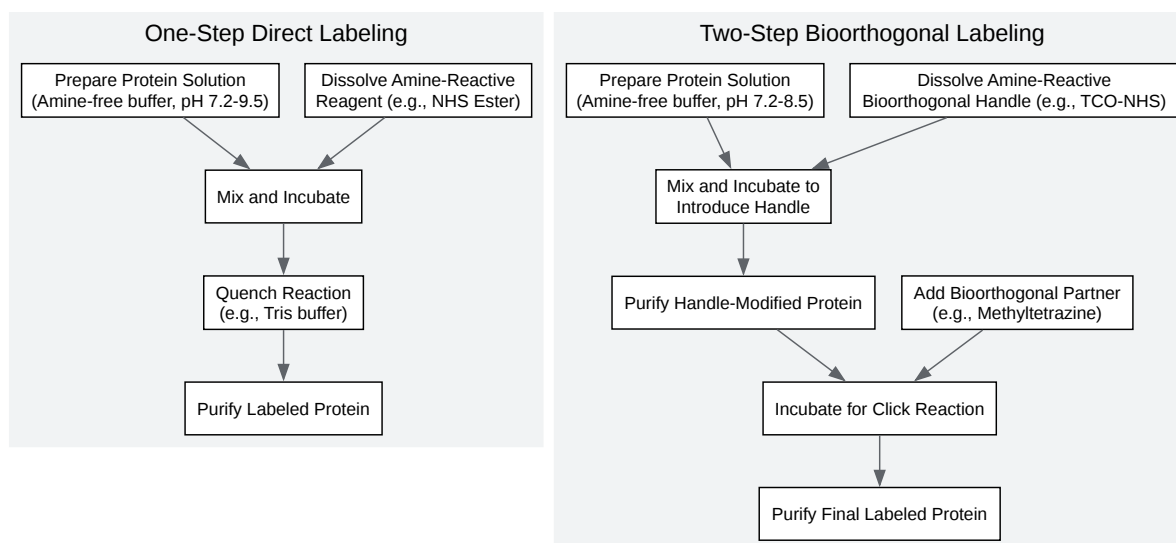 One-Step Direct Labeling
Prepare Protein Solution
(Amine-free buffer, pH 7.2-9.5)
Dissolve Amine-Reactive
Reagent (e.g., NHS Ester)
Mix and Incubate
Quench Reaction
(e.g., Tris buffer)
Purify Labeled Protein
Two-Step Bioorthogonal Labeling
Prepare Protein Solution
(Amine-free buffer, pH 7.2-8.5)
Dissolve Amine-Reactive
Bioorthogonal Handle (e.g., TCO-NHS)
Mix and Incubate to
Introduce Handle
Purify Handle-Modified Protein
Add Bioorthogonal Partner
(e.g., Methyltetrazine)
Incubate for Click Reaction
Purify Final Labeled Protein